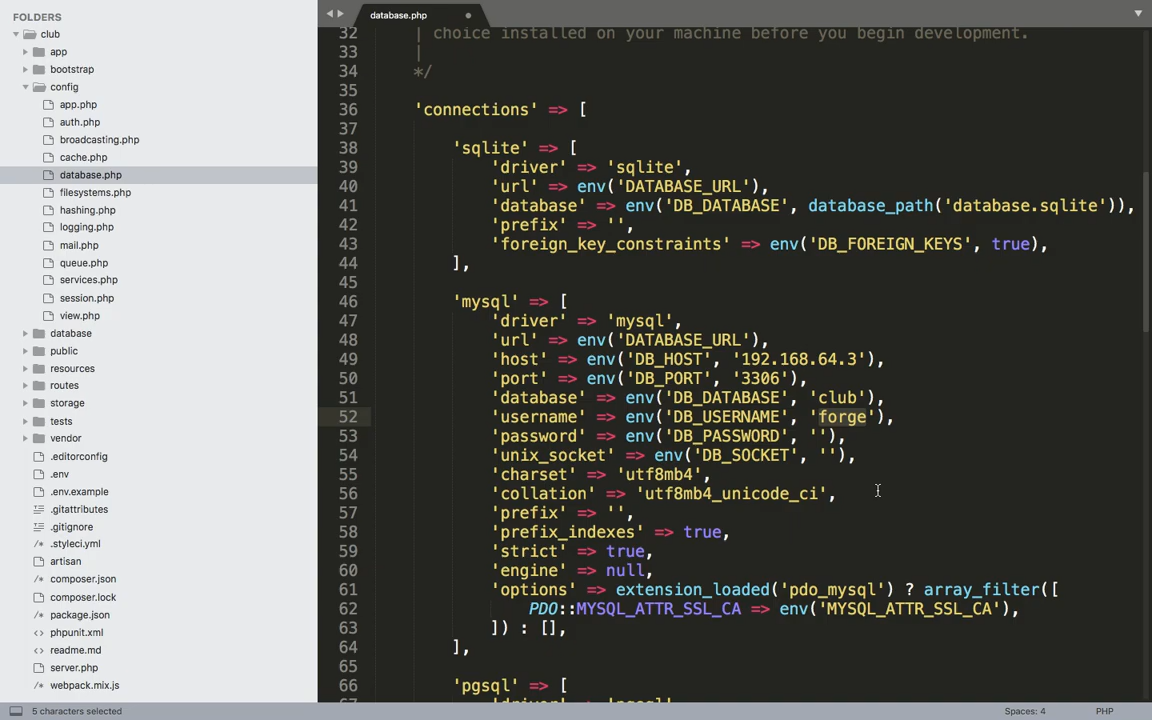 FOLDERS
club
app
bootstrap
config
app.php
auth.php
broadcasting.php
cache.php
database.php
filesystems.php
hashing.php
logging.php
mail.php
queue.php
services.php
session.php
view.php
database
public
resources
routes
storage
tests
vendor
.editorconfig
.env
.env.example
.gitattributes
.gitignore
.styleci.yml
artisan
composer.json
composer.lock
package.json
phpunit.xml
readme.md
server.php
webpack.mix.js
database.php
32 | choice installed on your machine before you begin development.
33 |
34 */
35
36 'connections' => [
37
38 'sqlite' => [
39 'driver' => 'sqlite',
40 'url' => env('DATABASE_URL'),
41 'database' => env('DB_DATABASE', database_path('database.sqlite')),
42 'prefix' => '',
43 'foreign_key_constraints' => env('DB_FOREIGN_KEYS', true),
44 ],
45
46 'mysql' => [
47 'driver' => 'mysql',
48 'url' => env('DATABASE_URL'),
49 'host' => env('DB_HOST', '192.168.64.3'),
50 'port' => env('DB_PORT', '3306'),
51 'database' => env('DB_DATABASE', 'club'),
52 'username' => env('DB_USERNAME', 'forge'),
53 'password' => env('DB_PASSWORD', ''),
54 'unix_socket' => env('DB_SOCKET', ''),
55 'charset' => 'utf8mb4',
56 'collation' => 'utf8mb4_unicode_ci',
57 'prefix' => '',
58 'prefix_indexes' => true,
59 'strict' => true,
60 'engine' => null,
61 'options' => extension_loaded('pdo_mysql') ? array_filter([
62 PDO::MYSQL_ATTR_SSL_CA => env('MYSQL_ATTR_SSL_CA'),
63 ]) : [],
64 ],
65
66 'pgsql' => [
5 characters selected
Spaces: 4
PHP